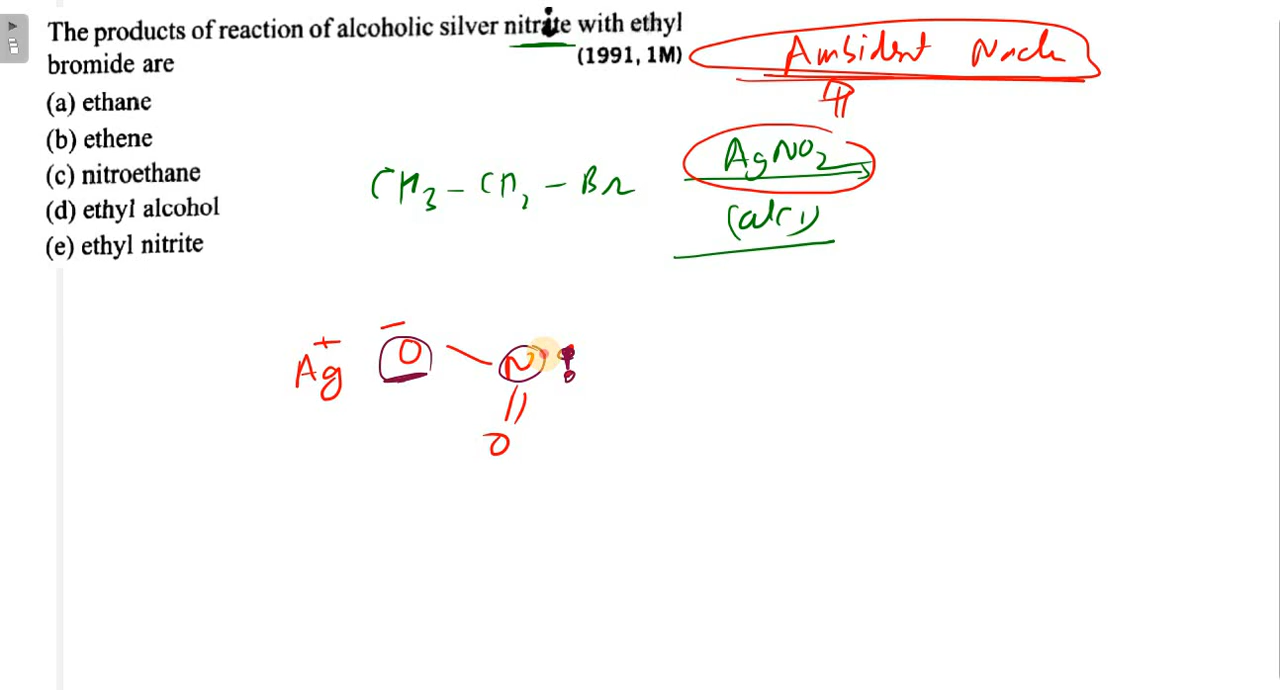 The products of reaction of alcoholic silver nitrite with ethyl
bromide are (1991, 1M)
(a) ethane
(b) ethene
(c) nitroethane
(d) ethyl alcohol
(e) ethyl nitrite
Ambident Nucl
CH3 - CH2 - Br AgNO2
(alc)
Ag+ O- - N
O